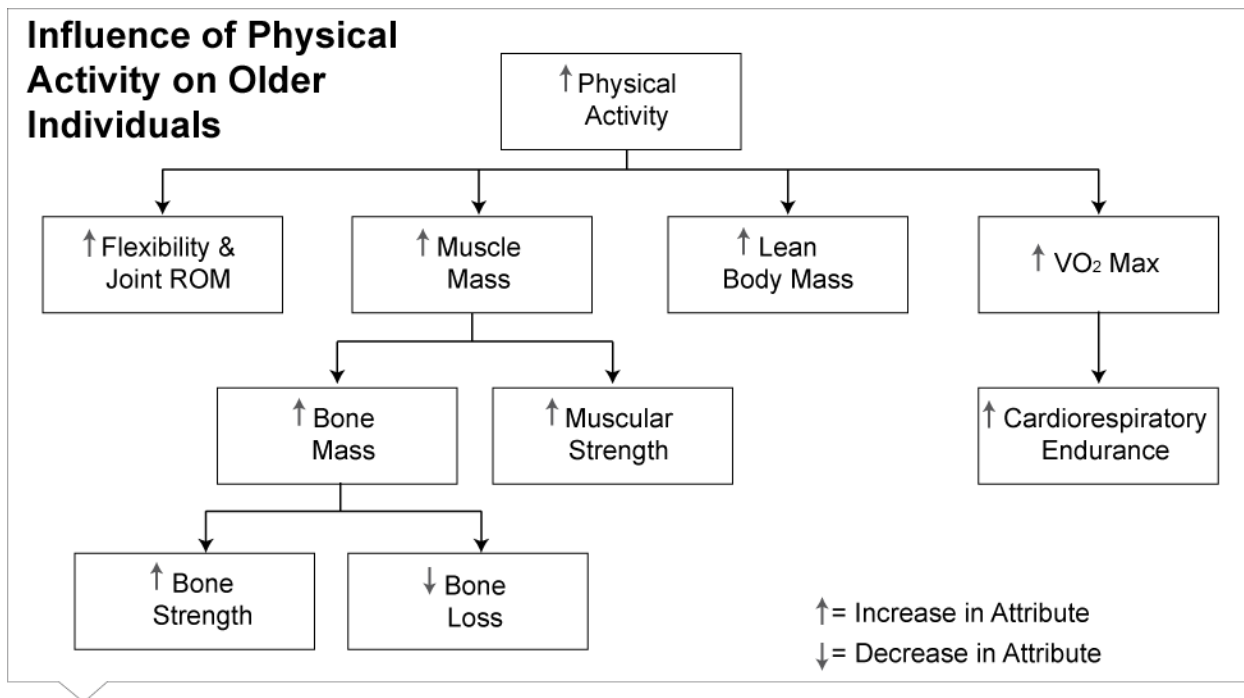 Influence of Physical
Activity on Older
Individuals
↑ Physical
Activity
↑ Flexibility &
Joint ROM
↑ Muscle
Mass
↑ Lean
Body Mass
↑ VO₂ Max
↑ Bone
Mass
↑ Muscular
Strength
↑ Cardiorespiratory
Endurance
↑ Bone
Strength
↓ Bone
Loss
↑= Increase in Attribute
↓= Decrease in Attribute